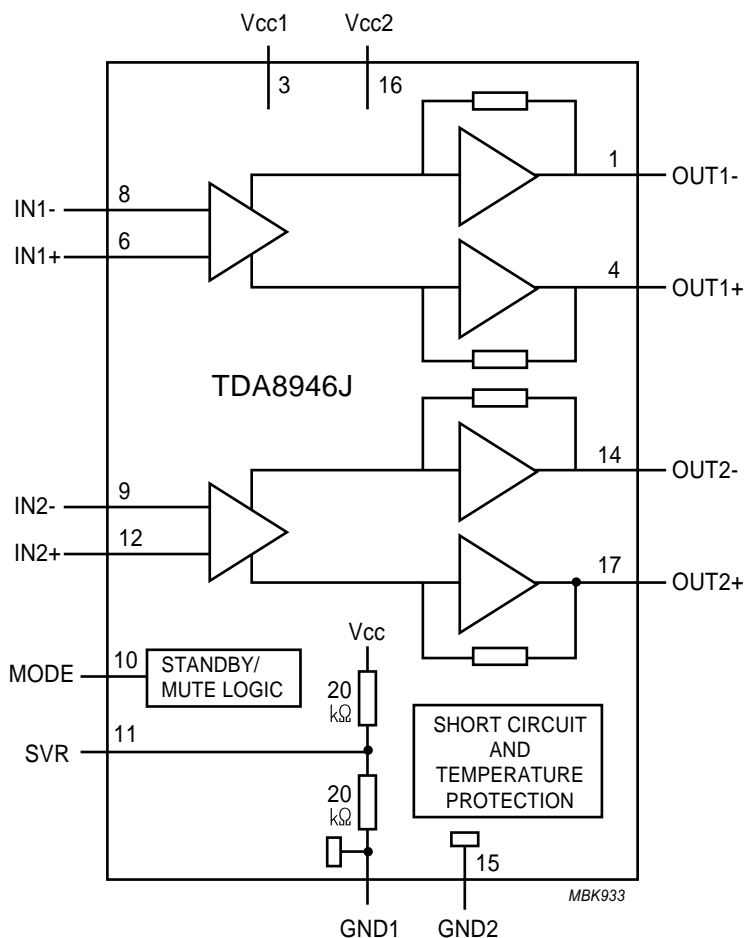 Vcc1
Vcc2
3
16
1
OUT1-
8
IN1-
6
IN1+
4
OUT1+
TDA8946J
14
OUT2-
9
IN2-
12
IN2+
17
OUT2+
Vcc
10
MODE
STANDBY/
MUTE LOGIC
20
kΩ
11
SVR
SHORT CIRCUIT
AND
TEMPERATURE
PROTECTION
20
kΩ
15
MBK933
GND1
GND2